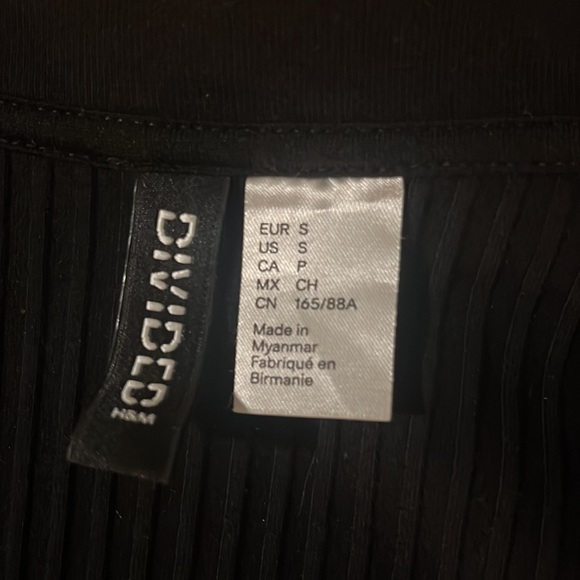 DIVIDED
H&M
EUR S
US S
CA P
MX CH
CN 165/88A
Made in
Myanmar
Fabriqué en
Birmanie